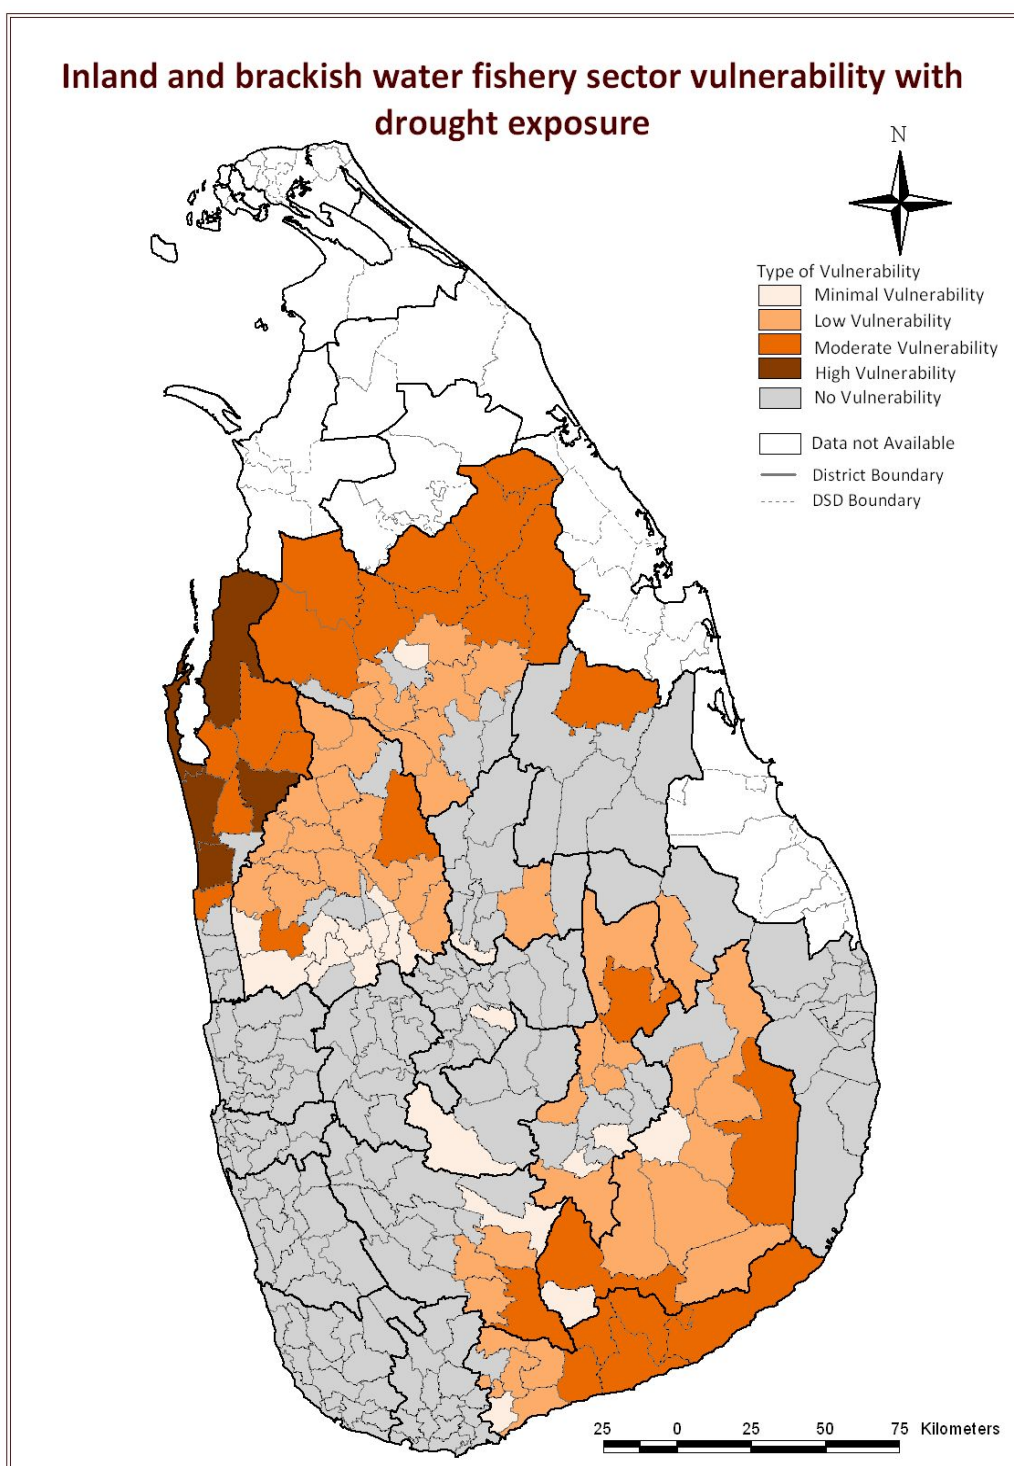 Inland and brackish water fishery sector vulnerability with
drought exposure
N
Type of Vulnerability
Minimal Vulnerability
Low Vulnerability
Moderate Vulnerability
High Vulnerability
No Vulnerability
Data not Available
District Boundary
DSD Boundary
25 0 25 50 75 Kilometers